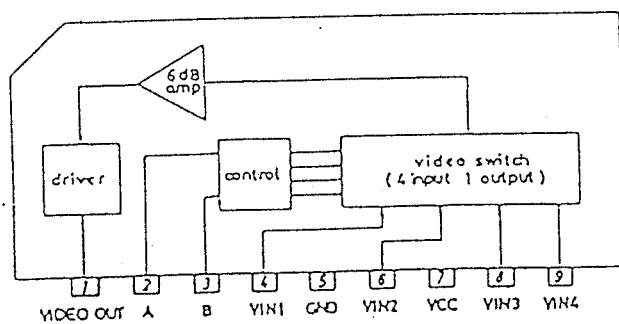 6dB
amp
driver
control
video switch
(4 input 1 output)
1 2 3 4 5 6 7 8 9
VIDEO OUT A B VIN1 GND VIN2 VCC VIN3 VIN4